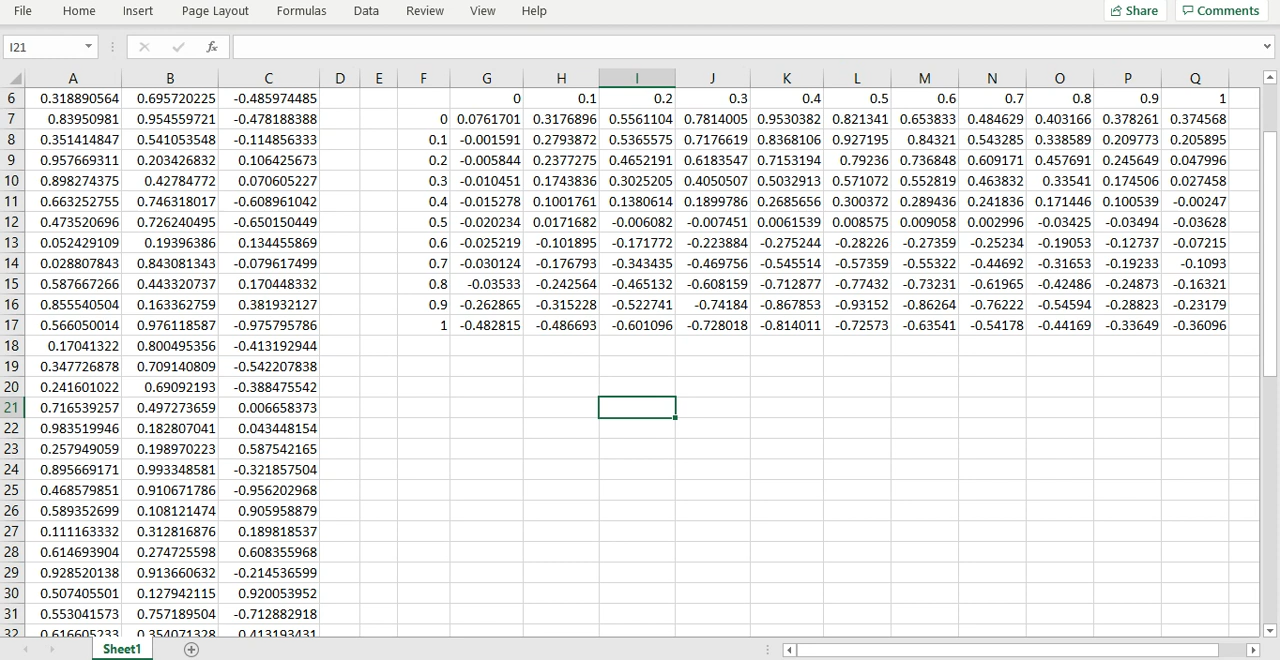 File Home Insert Page Layout Formulas Data Review View Help Share Comments
I21 fx
A B C D E F G H I J K L M N O P Q
6 0.318890564 0.695720225 -0.485974485 0 0.1 0.2 0.3 0.4 0.5 0.6 0.7 0.8 0.9 1
7 0.83950981 0.954559721 -0.478188388 0 0.0761701 0.3176896 0.5561104 0.7814005 0.9530382 0.821341 0.653833 0.484629 0.403166 0.378261 0.374568
8 0.351414847 0.541053548 -0.114856333 0.1 -0.001591 0.2793872 0.5365575 0.7176619 0.8368106 0.927195 0.84321 0.543285 0.338589 0.209773 0.205895
9 0.957669311 0.203426832 0.106425673 0.2 -0.005844 0.2377275 0.4652191 0.6183547 0.7153194 0.79236 0.736848 0.609171 0.457691 0.245649 0.047996
10 0.898274375 0.42784772 0.070605227 0.3 -0.010451 0.1743836 0.3025205 0.4050507 0.5032913 0.571072 0.552819 0.463832 0.33541 0.174506 0.027458
11 0.663252755 0.746318017 -0.608961042 0.4 -0.015278 0.1001761 0.1380614 0.1899786 0.2685656 0.300372 0.289436 0.241836 0.171446 0.100539 -0.00247
12 0.473520696 0.726240495 -0.650150449 0.5 -0.020234 0.0171682 -0.006082 -0.007451 0.0061539 0.008575 0.009058 0.002996 -0.03425 -0.03494 -0.03628
13 0.052429109 0.19396386 0.134455869 0.6 -0.025219 -0.101895 -0.171772 -0.223884 -0.275244 -0.28226 -0.27359 -0.25234 -0.19053 -0.12737 -0.07215
14 0.028807843 0.843081343 -0.079617499 0.7 -0.030124 -0.176793 -0.343435 -0.469756 -0.545514 -0.57359 -0.55322 -0.44692 -0.31653 -0.19233 -0.1093
15 0.587667266 0.443320737 0.170448332 0.8 -0.03533 -0.242564 -0.465132 -0.608159 -0.712877 -0.77432 -0.73231 -0.61965 -0.42486 -0.24873 -0.16321
16 0.855540504 0.163362759 0.381932127 0.9 -0.262865 -0.315228 -0.522741 -0.74184 -0.867853 -0.93152 -0.86264 -0.76222 -0.54594 -0.28823 -0.23179
17 0.566050014 0.976118587 -0.975795786 1 -0.482815 -0.486693 -0.601096 -0.728018 -0.814011 -0.72573 -0.63541 -0.54178 -0.44169 -0.33649 -0.36096
18 0.17041322 0.800495356 -0.413192944
19 0.347726878 0.709140809 -0.542207838
20 0.241601022 0.69092193 -0.388475542
21 0.716539257 0.497273659 0.006658373
22 0.983519946 0.182807041 0.043448154
23 0.257949059 0.198970223 0.587542165
24 0.895669171 0.993348581 -0.321857504
25 0.468579851 0.910671786 -0.956202968
26 0.589352699 0.108121474 0.905958879
27 0.111163332 0.312816876 0.189818537
28 0.614693904 0.274725598 0.608355968
29 0.928520138 0.913660632 -0.214536599
30 0.507405501 0.127942115 0.920053952
31 0.553041573 0.757189504 -0.712882918
32 0.616605233 0.354071328 0.413193431
Sheet1